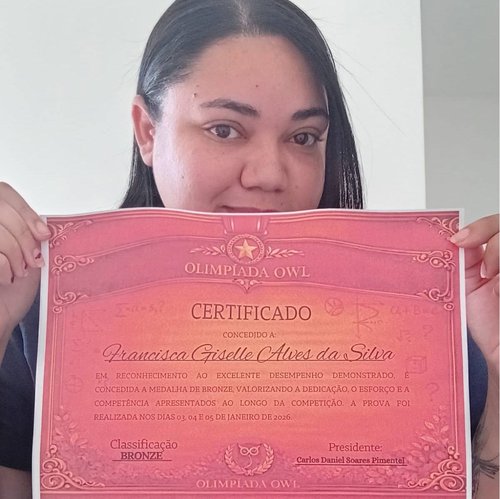 OLIMPÍADA OWL
CERTIFICADO
CONCEDJDO A:
Francisca Giselle Alves da Silva
EM RECONHECIMENTO AO EXCELENTE DESEMPENHO DEMONSTRADO, É
CONCEDIDA A MEDALHA DE BRONZE, VALORIZANDO A DEDICAÇÃO, O ESFORÇO E A
COMPETÊNCIA APRESENTADOS AO LONGO DA COMPETIÇÃO. A PROVA FOI
REALIZADA NOS DIAS 03, 04 E 05 DE JANEIRO DE 2026.
Classificação
BRONZE
Presidente:
Carlos Daniel Soares Pimentel
OLIMPÍADA OWL